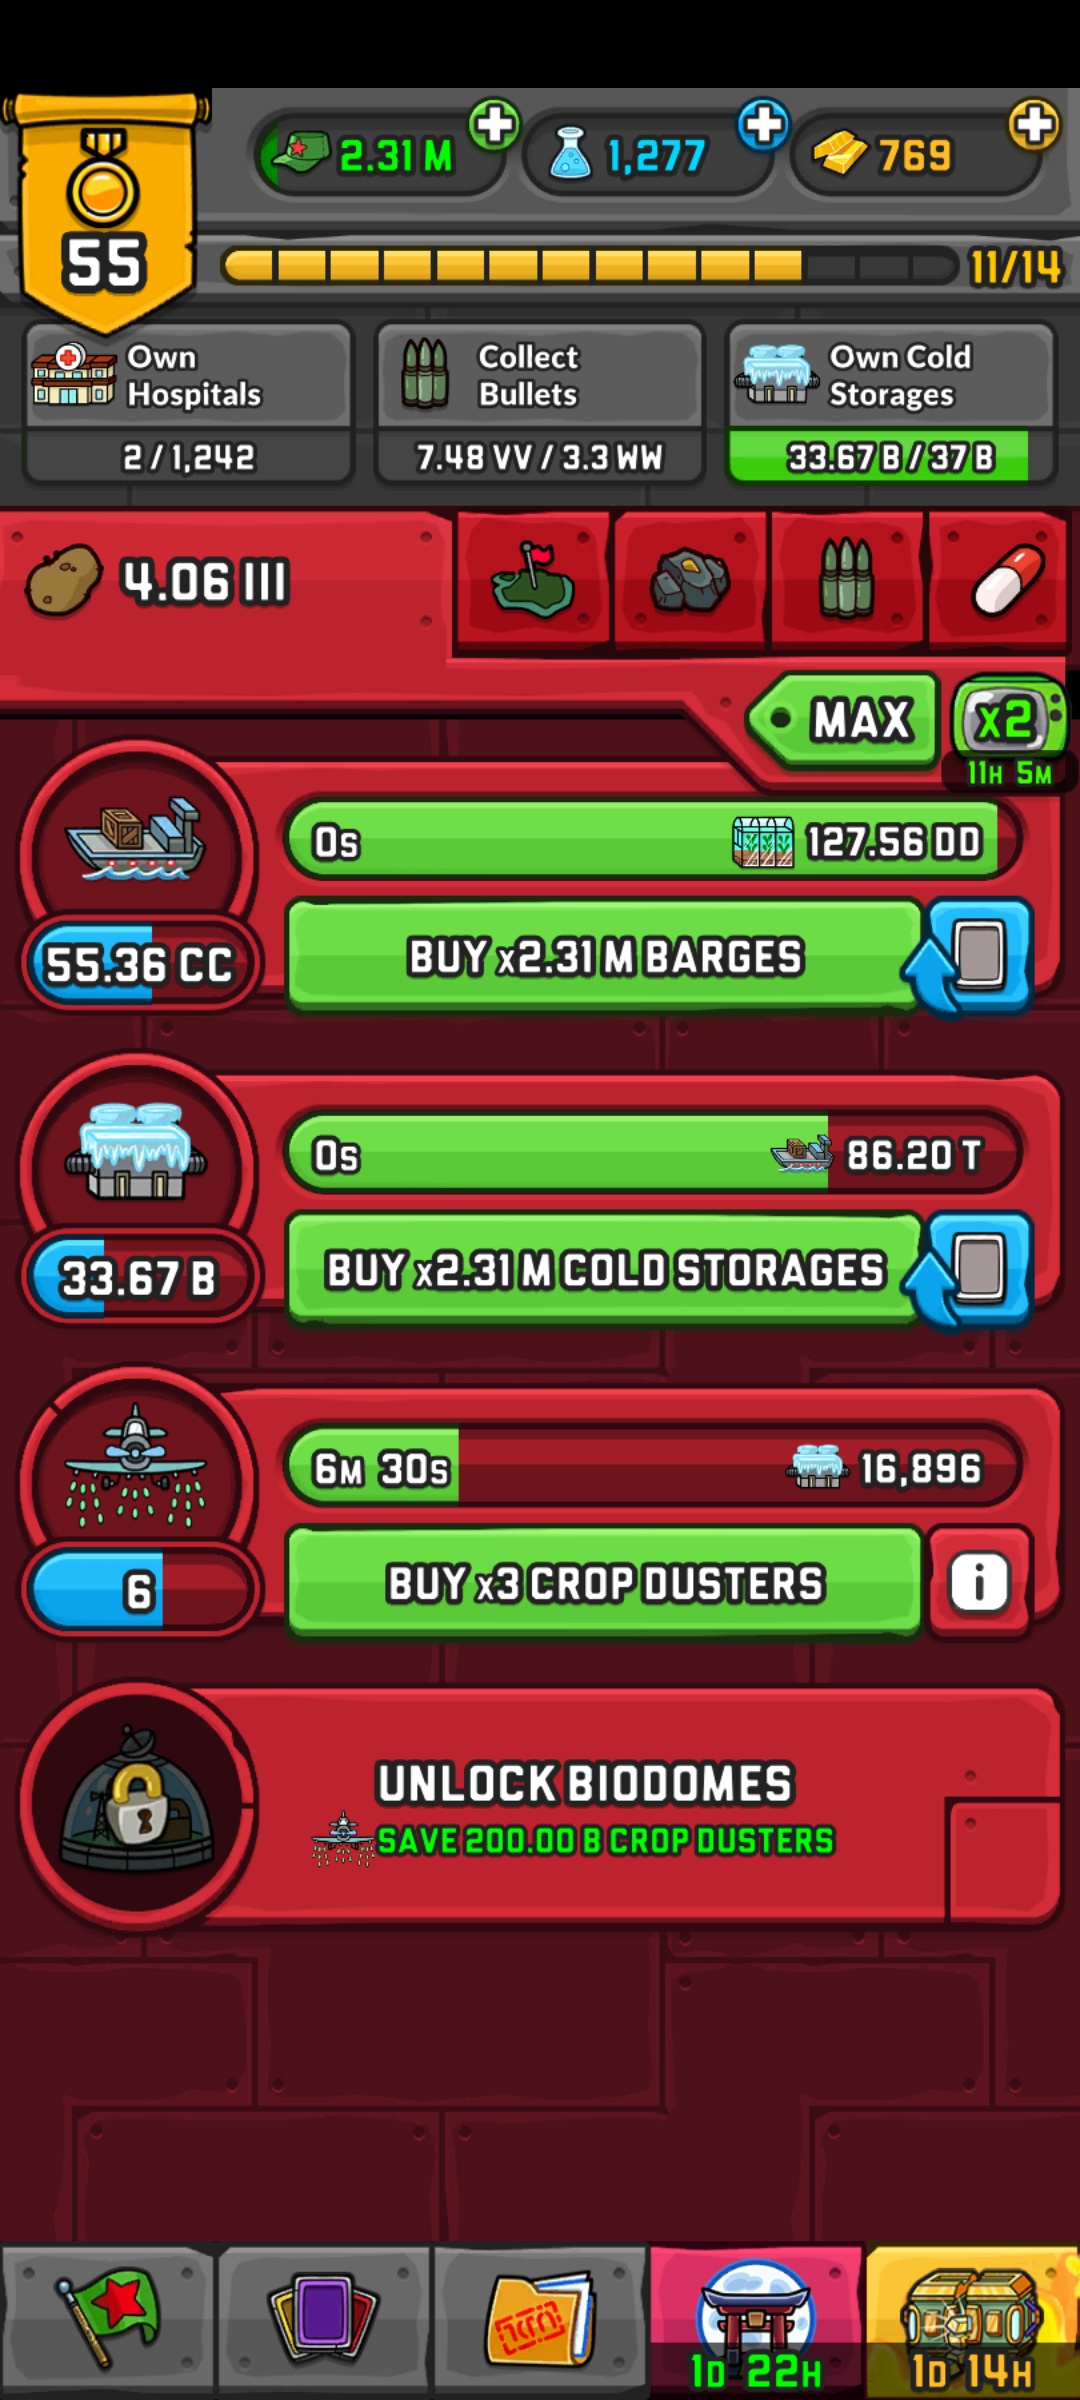 55
2.31 M
1,277
769
11/14
Own
Hospitals
2 / 1,242
Collect
Bullets
7.48 VV / 3.3 WW
Own Cold
Storages
33.67 B / 37 B
4.06 III
MAX
x2
11H 5M
0s
127.56 DD
55.36 CC
BUY x2.31 M BARGES
0s
86.20 T
33.67 B
BUY x2.31 M COLD STORAGES
6M 30s
16,896
6
BUY x3 CROP DUSTERS
i
UNLOCK BIODOMES
SAVE 200.00 B CROP DUSTERS
1D 22H
1D 14H